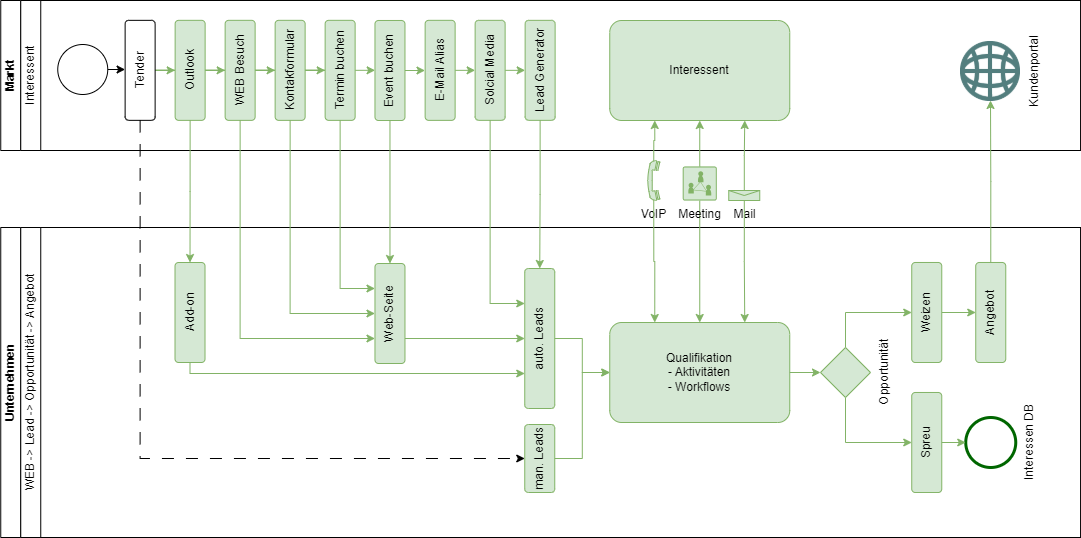 Markt
Interessent
Tender
Outlook
WEB Besuch
Kontakformular
Termin buchen
Event buchen
E-Mail Alias
Solcial Media
Lead Generator
Interessent
Kundenportal
VoIP
Meeting
Mail
Unternehmen
WEB -> Lead -> Opportunität -> Angebot
Add-on
Web-Seite
auto. Leads
man. Leads
Qualifikation
- Aktivitäten
- Workflows
Opportunität
Weizen
Angebot
Spreu
Interessen DB